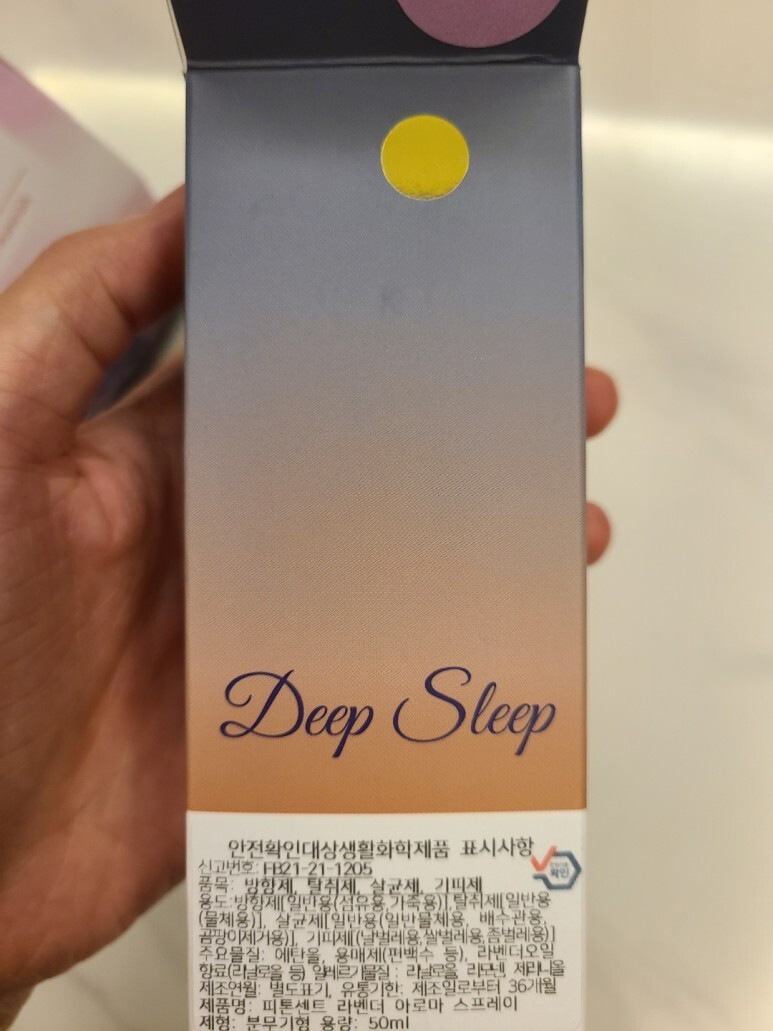 Deep Sleep
안전확인대상생활화학제품 표시사항
신고번호: FB21-21-1205
확인
품목: 방향제, 탈취제, 살균제, 기피제
용도:방향제[일반용(섬유용,가죽용)],탈취제[일반용
(물체용)], 살균제[일반용(일반물체용, 배수관용,
곰팡이제거용)], 기피제[(날벌레용,쌀벌레용,좀벌레용)]
주요물질: 에탄올, 용매제(편백수 등), 라벤더오일
향료(리날로올 등) 알레르기물질 : 리날로올, 리모넨, 제라니올
제조연월: 별도표기, 유통기한: 제조일로부터 36개월
제품명: 피톤센트 라벤더 아로마 스프레이
제형: 분무기형 용량: 50ml